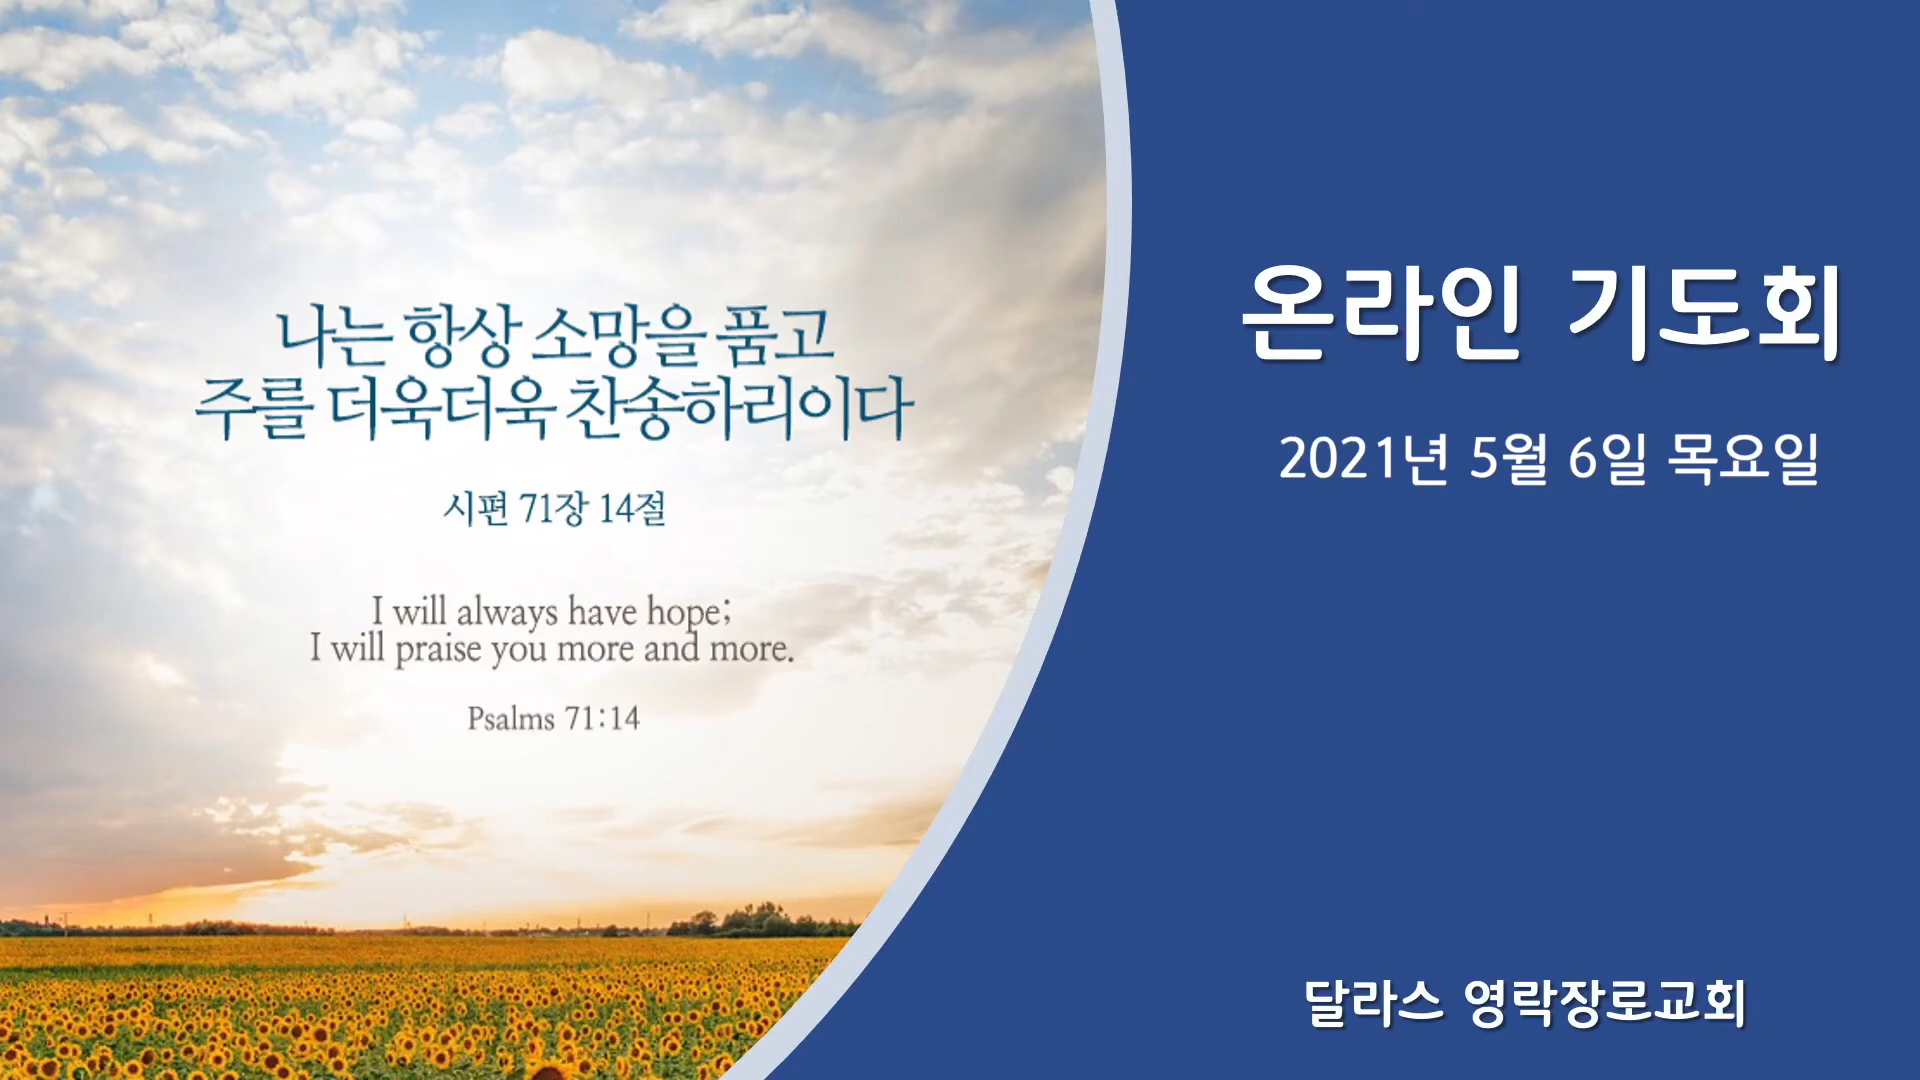 나는 항상 소망을 품고
주를 더욱더욱 찬송하리이다
시편 71장 14절
I will always have hope;
I will praise you more and more.
Psalms 71:14
온라인 기도회
2021년 5월 6일 목요일
달라스 영락장로교회